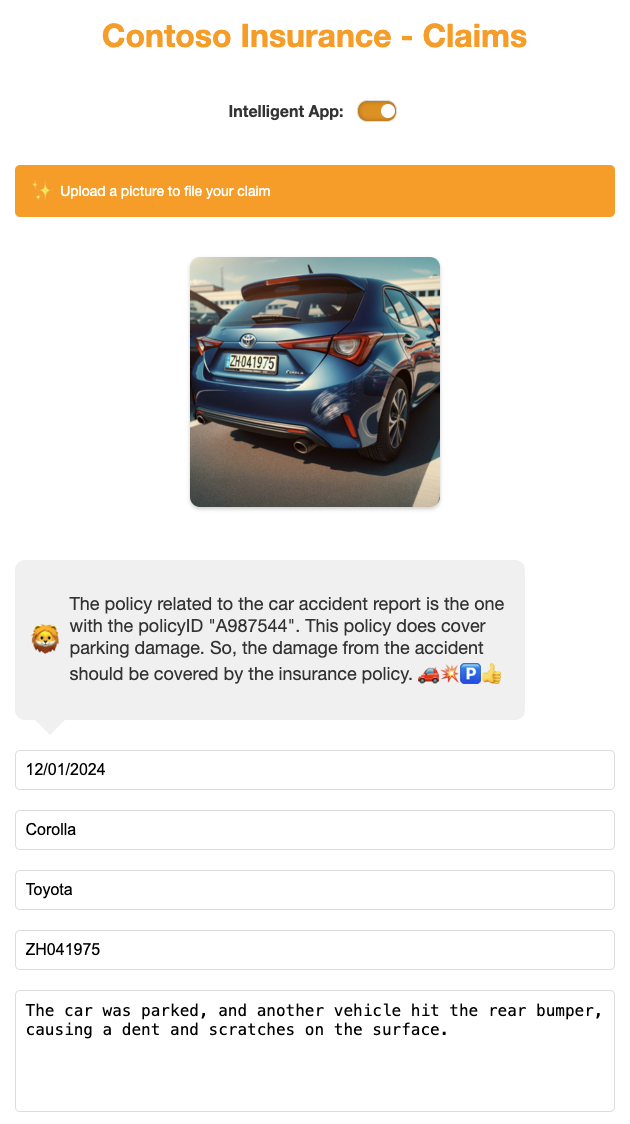 Contoso Insurance - Claims
Intelligent App:
✨ Upload a picture to file your claim
ZH041975
The policy related to the car accident report is the one
with the policyID "A987544". This policy does cover
parking damage. So, the damage from the accident
should be covered by the insurance policy. 🚗💥🅿️👍
12/01/2024
Corolla
Toyota
ZH041975
The car was parked, and another vehicle hit the rear bumper,
causing a dent and scratches on the surface.